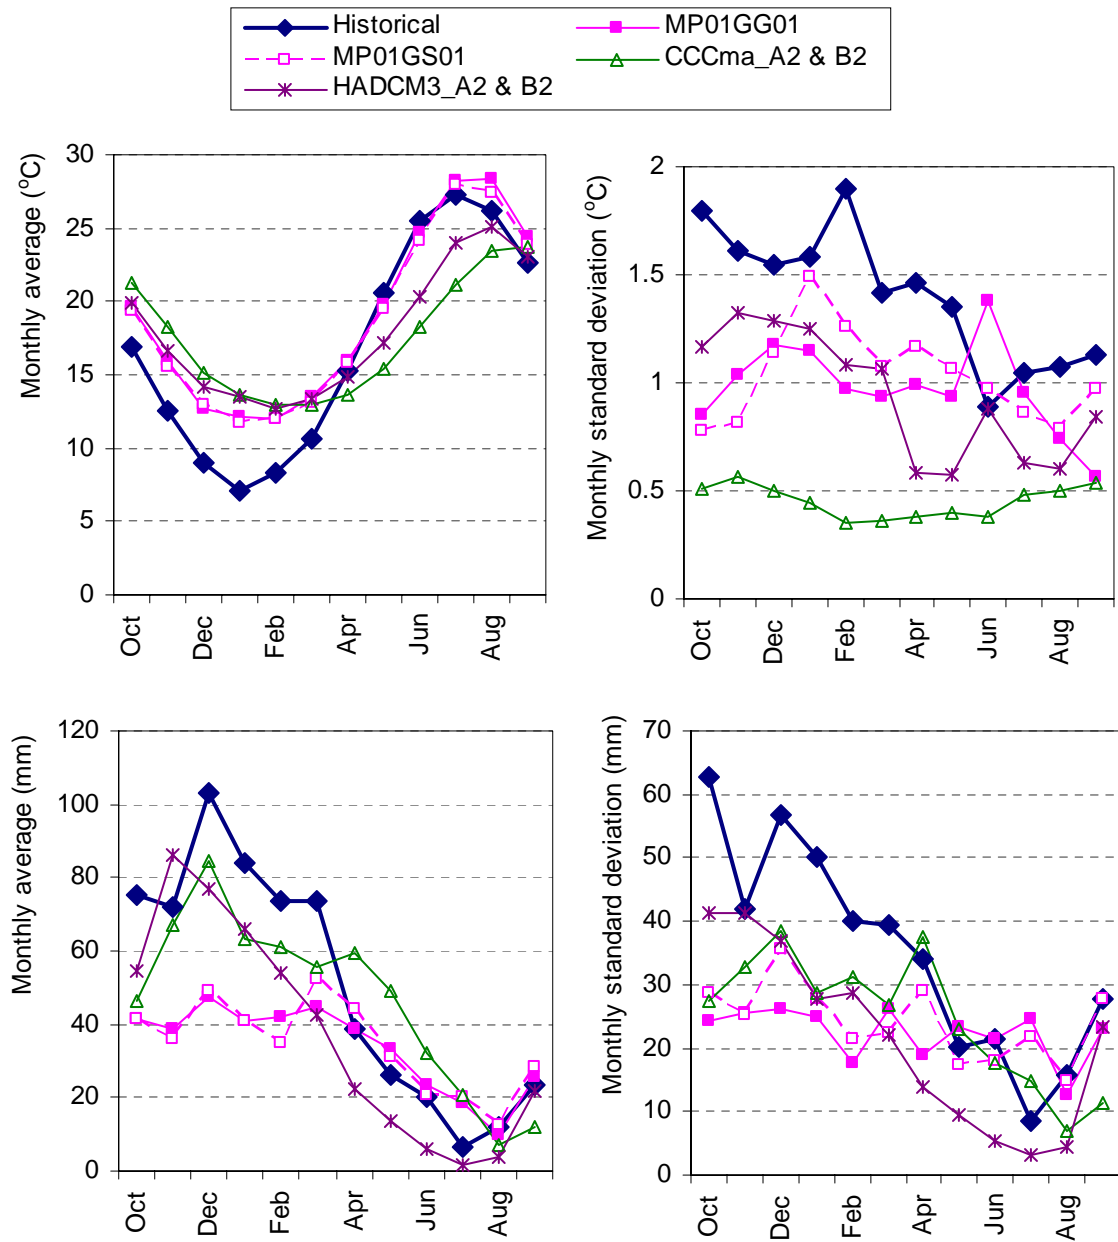 Historical MP01GG01
MP01GS01 CCCma_A2 & B2
HADCM3_A2 & B2
Monthly average (°C)
30
25
20
15
10
5
0
Oct Dec Feb Apr Jun Aug
Monthly standard deviation (°C)
2
1.5
1
0.5
0
Oct Dec Feb Apr Jun Aug
Monthly average (mm)
120
100
80
60
40
20
0
Oct Dec Feb Apr Jun Aug
Monthly standard deviation (mm)
70
60
50
40
30
20
10
0
Oct Dec Feb Apr Jun Aug